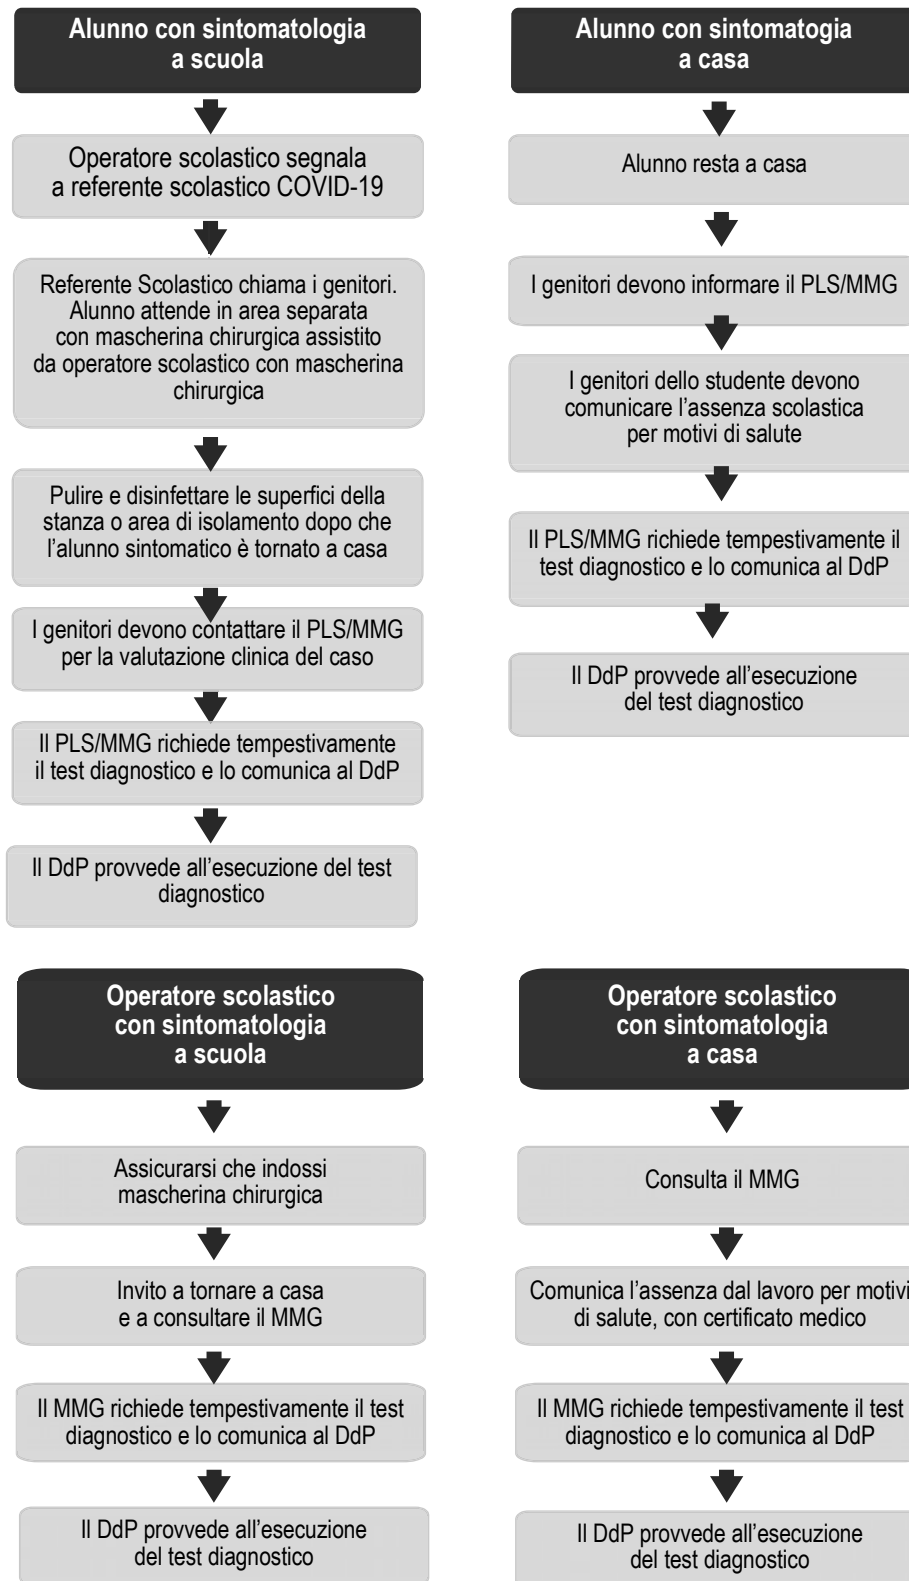 Alunno con sintomatologia
a scuola
Operatore scolastico segnala
a referente scolastico COVID-19
Referente Scolastico chiama i genitori.
Alunno attende in area separata
con mascherina chirurgica assistito
da operatore scolastico con mascherina
chirurgica
Pulire e disinfettare le superfici della
stanza o area di isolamento dopo che
l’alunno sintomatico è tornato a casa
I genitori devono contattare il PLS/MMG
per la valutazione clinica del caso
Il PLS/MMG richiede tempestivamente
il test diagnostico e lo comunica al DdP
Il DdP provvede all’esecuzione del test
diagnostico
Alunno con sintomatogia
a casa
Alunno resta a casa
I genitori devono informare il PLS/MMG
I genitori dello studente devono
comunicare l’assenza scolastica
per motivi di salute
Il PLS/MMG richiede tempestivamente il
test diagnostico e lo comunica al DdP
Il DdP provvede all’esecuzione
del test diagnostico
Operatore scolastico
con sintomatologia
a scuola
Assicurarsi che indossi
mascherina chirurgica
Invito a tornare a casa
e a consultare il MMG
Il MMG richiede tempestivamente il test
diagnostico e lo comunica al DdP
Il DdP provvede all’esecuzione
del test diagnostico
Operatore scolastico
con sintomatologia
a casa
Consulta il MMG
Comunica l’assenza dal lavoro per motivi
di salute, con certificato medico
Il MMG richiede tempestivamente il test
diagnostico e lo comunica al DdP
Il DdP provvede all’esecuzione
del test diagnostico